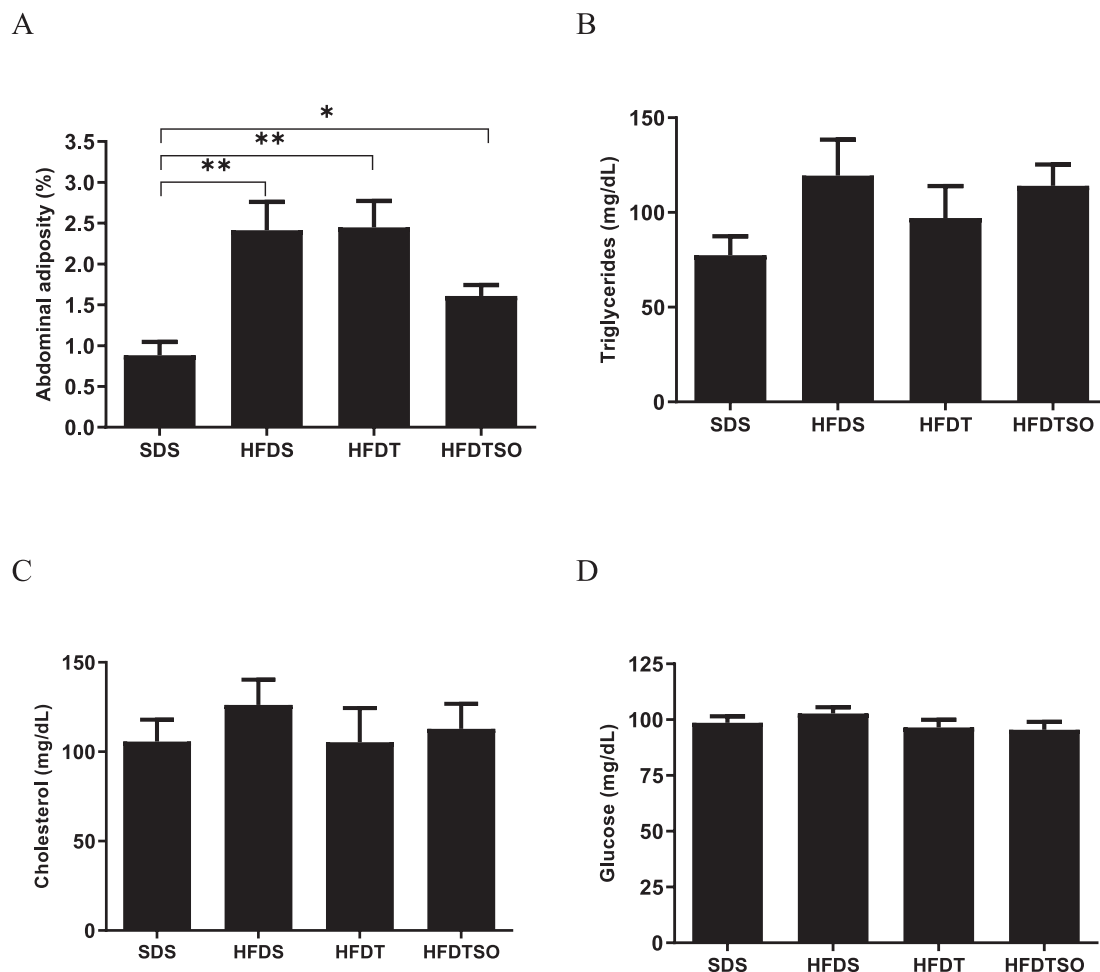 A
*
**
**
Abdominal adiposity (%)
3.5
3.0
2.5
2.0
1.5
1.0
0.5
0.0
SDS HFDS HFDT HFDTSO
B
Triglycerides (mg/dL)
150
100
50
0
SDS HFDS HFDT HFDTSO
C
Cholesterol (mg/dL)
150
100
50
0
SDS HFDS HFDT HFDTSO
D
Glucose (mg/dL)
125
100
75
50
25
0
SDS HFDS HFDT HFDTSO